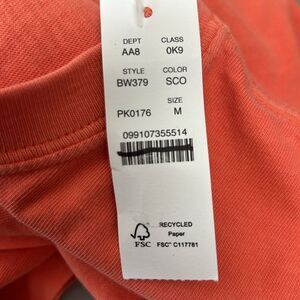 DEPT CLASS
AA8 0K9
STYLE COLOR
BW379 SCO
SIZE
PK0176 M
099107355514
RECYCLED
Paper
FSC FSC® C117781